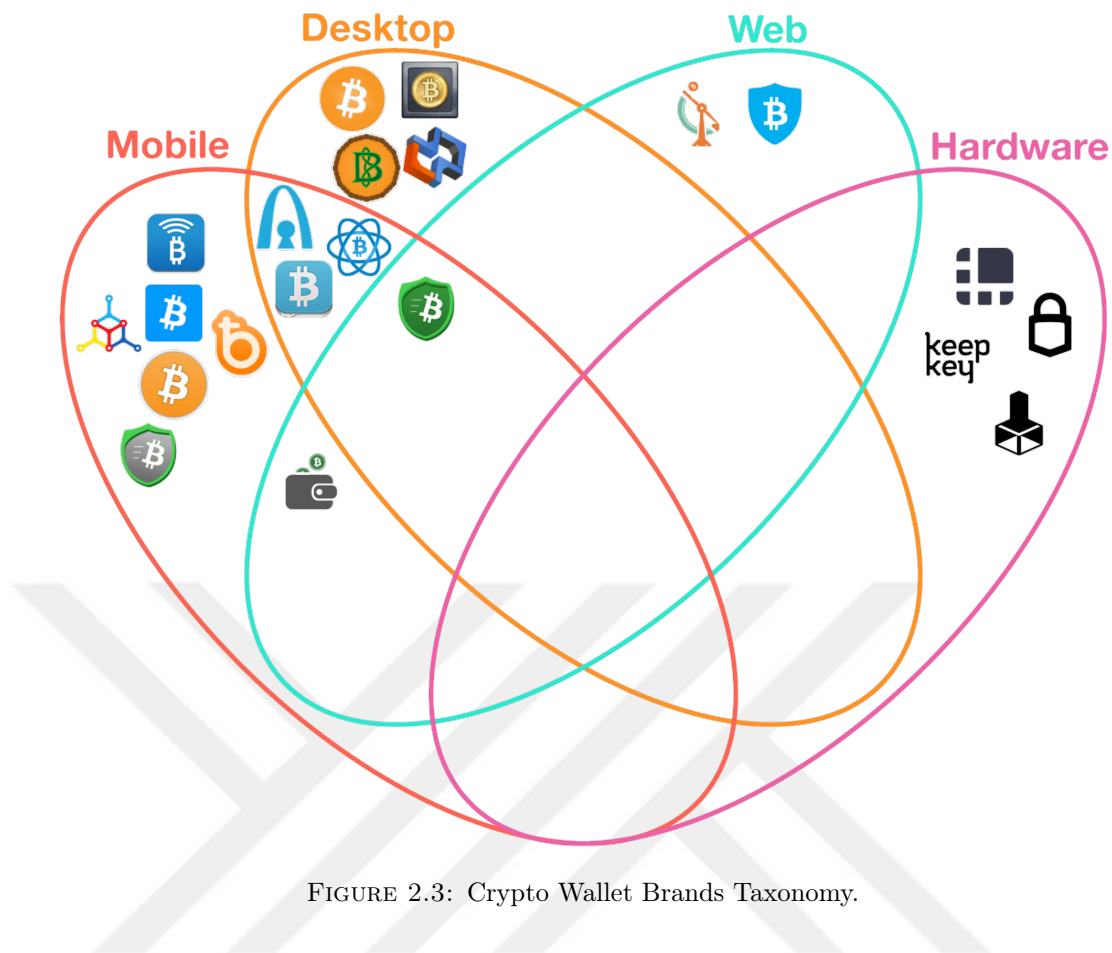 Desktop
Web
Mobile
Hardware
keep
key
FIGURE 2.3: Crypto Wallet Brands Taxonomy.